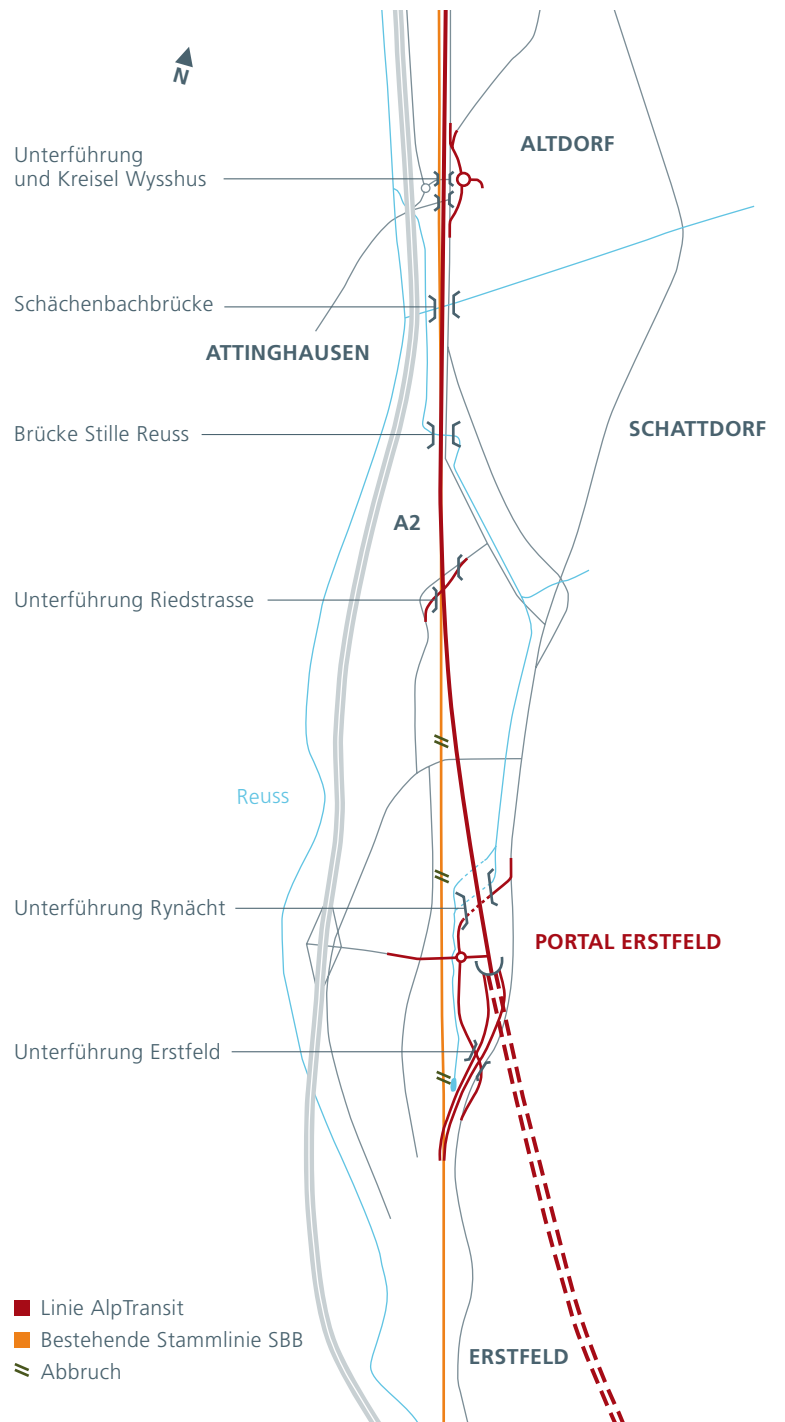 N
ALTDORF
Unterführung
und Kreisel Wysshus
Schächenbachbrücke
ATTINGHAUSEN
Brücke Stille Reuss
SCHATTDORF
A2
Unterführung Riedstrasse
Reuss
Unterführung Rynächt
PORTAL ERSTFELD
Unterführung Erstfeld
Linie AlpTransit
Bestehende Stammlinie SBB
Abbruch
ERSTFELD